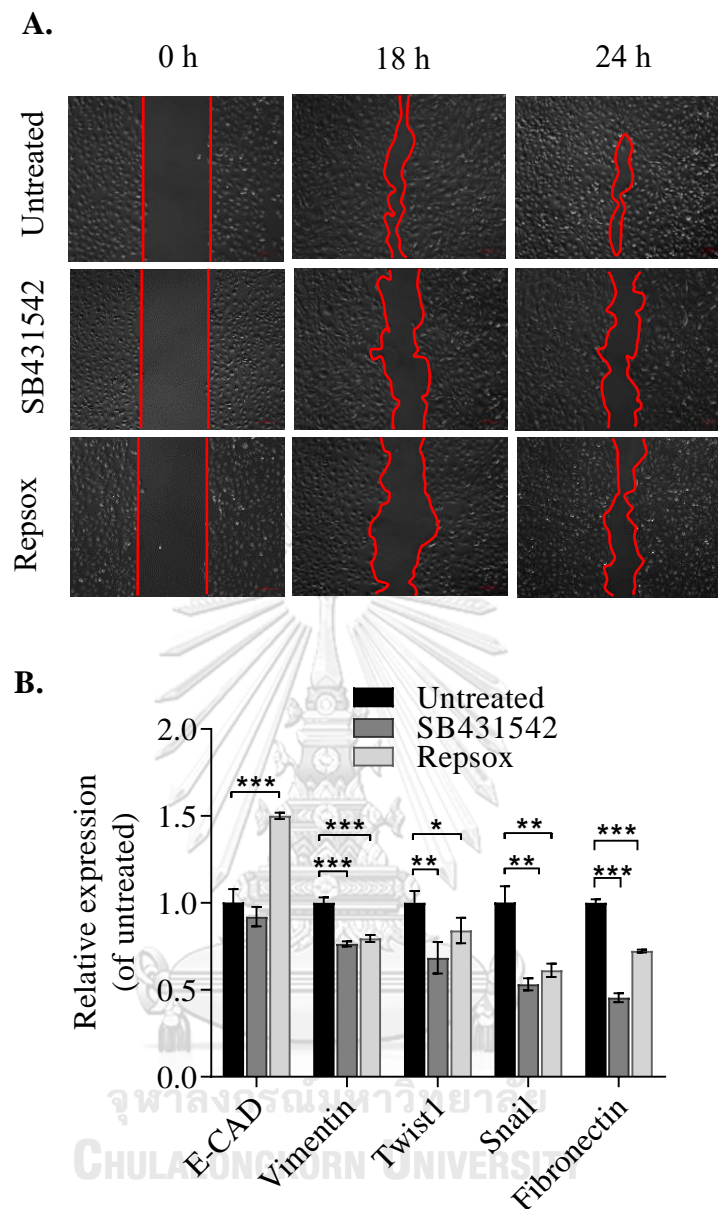 A.
0 h 18 h 24 h
Untreated
SB431542
Repsox
B.
Untreated
SB431542
Repsox
Relative expression
(of untreated)
2.0
1.5
1.0
0.5
0.0
***
*** ***
* **
** **
*** ***
E-CAD Vimentin Twist1 Snail Fibronectin
จุฬาลงกรณ์มหาวิทยาลัย
CHULALONGKORN UNIVERSITY